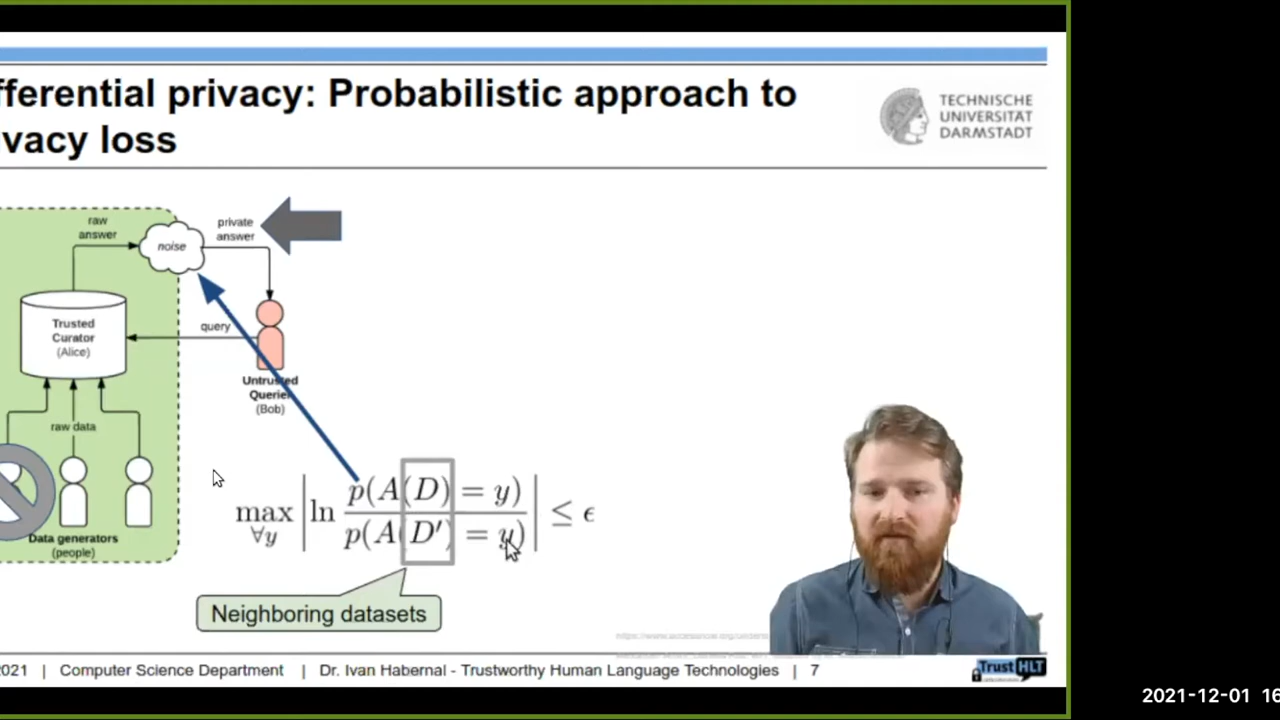 fferential privacy: Probabilistic approach to
vacy loss
TECHNISCHE
UNIVERSITÄT
DARMSTADT
raw
answer
noise
private
answer
Trusted
Curator
(Alice)
query
Untrusted
Querier
(Bob)
raw data
Data generators
(people)
max
∀y
| ln p(A(D) = y) / p(A(D′) = y) | ≤ ϵ
Neighboring datasets
2021 | Computer Science Department | Dr. Ivan Habernal - Trustworthy Human Language Technologies | 7
TrustHLT
2021-12-01 16